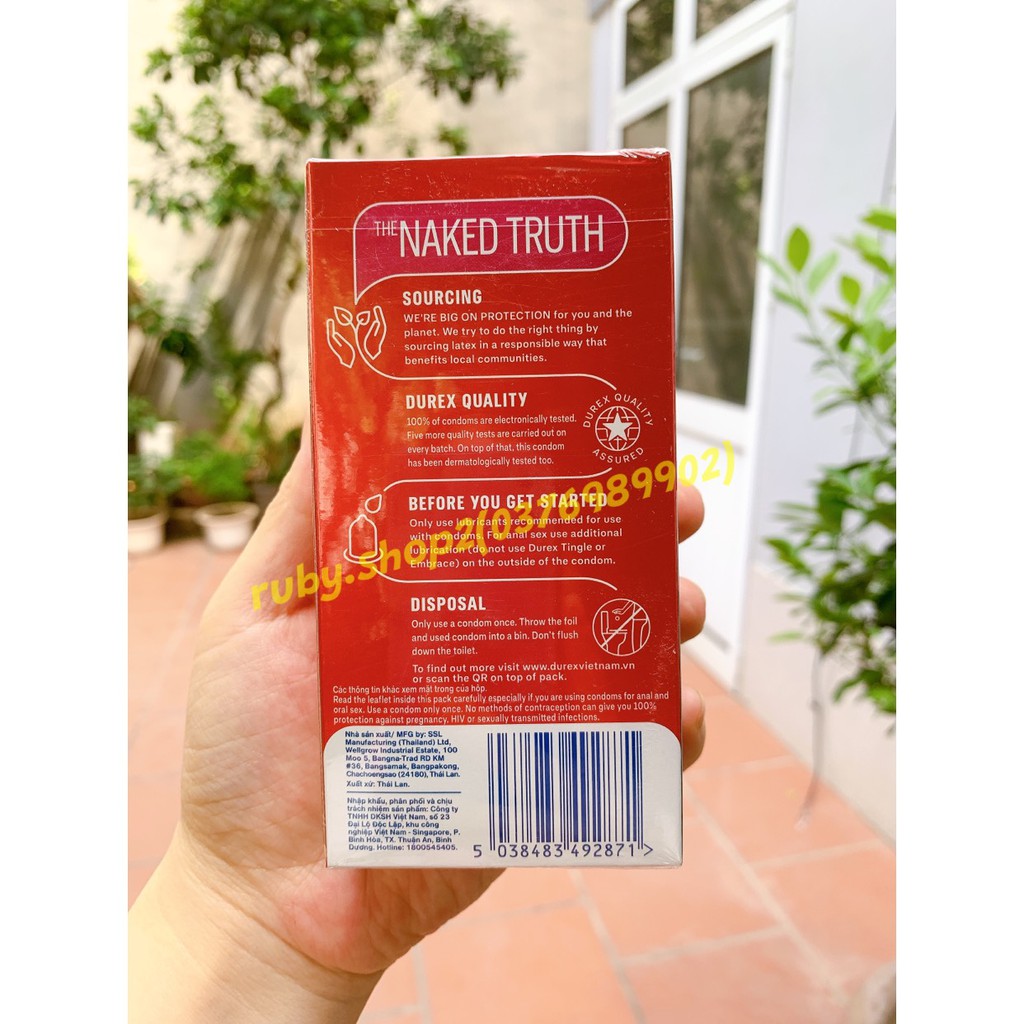 THE NAKED TRUTH
SOURCING
WE'RE BIG ON PROTECTION for you and the
planet. We try to do the right thing by
sourcing latex in a responsible way that
benefits local communities.
DUREX QUALITY
100% of condoms are electronically tested.
Five more quality tests are carried out on
every batch. On top of that, this condom
has been dermatologically tested too.
DUREX QUALITY
ASSURED
BEFORE YOU GET STARTED
Only use lubricants recommended for use
with condoms. For anal sex use additional
lubrication (do not use Durex Tingle or
Embrace) on the outside of the condom.
ruby.shop2(0376989902)
DISPOSAL
Only use a condom once. Throw the foil
and used condom into a bin. Don't flush
down the toilet.
To find out more visit www.durexvietnam.vn
or scan the QR on top of pack.
Các thông tin khác xem mặt trong của hộp.
Read the leaflet inside this pack carefully especially if you are using condoms for anal and
oral sex. Use a condom only once. No methods of contraception can give you 100%
protection against pregnancy, HIV or sexually transmitted infections.
Nhà sản xuất/ MFG by: SSL
Manufacturing (Thailand) Ltd,
Wellgrow Industrial Estate, 100
Moo 5, Bangna-Trad RD KM
#36, Bangsamak, Bangpakong,
Chachoengsao (24180), Thái Lan.
Xuất xứ: Thái Lan.
Nhập khẩu, phân phối và chịu
trách nhiệm sản phẩm: Công ty
TNHH DKSH Việt Nam, số 23
Đại Lộ Độc Lập, khu công
nghiệp Việt Nam - Singapore, P.
Bình Hòa, TX. Thuận An, Bình
Dương. Hotline: 1800545405.
5 038483 492871 >